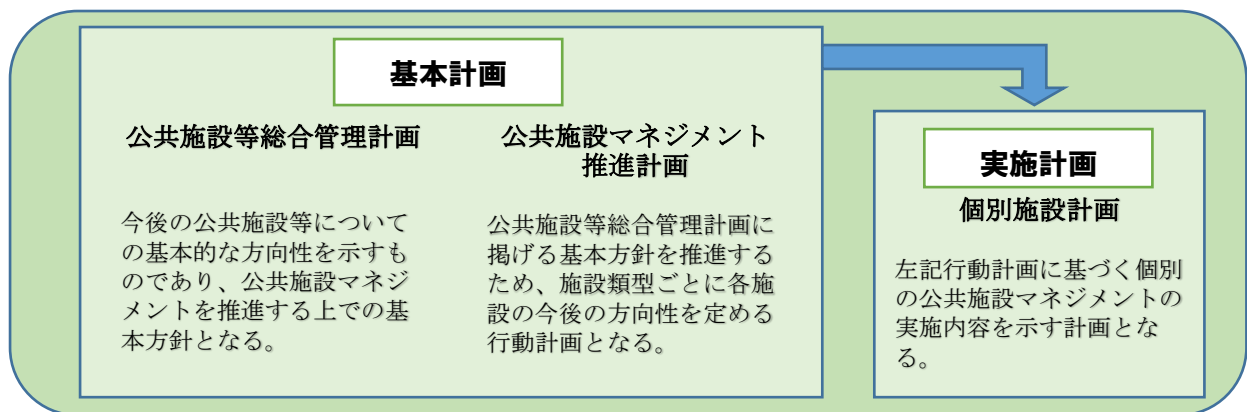 基本計画
公共施設等総合管理計画
今後の公共施設等について
の基本的な方向性を示すも
のであり、公共施設マネジ
メントを推進する上での基
本方針となる。
公共施設マネジメント
推進計画
公共施設等総合管理計画に
掲げる基本方針を推進する
ため、施設類型ごとに各施
設の今後の方向性を定める
行動計画となる。
実施計画
個別施設計画
左記行動計画に基づく個別
の公共施設マネジメントの
実施内容を示す計画とな
る。